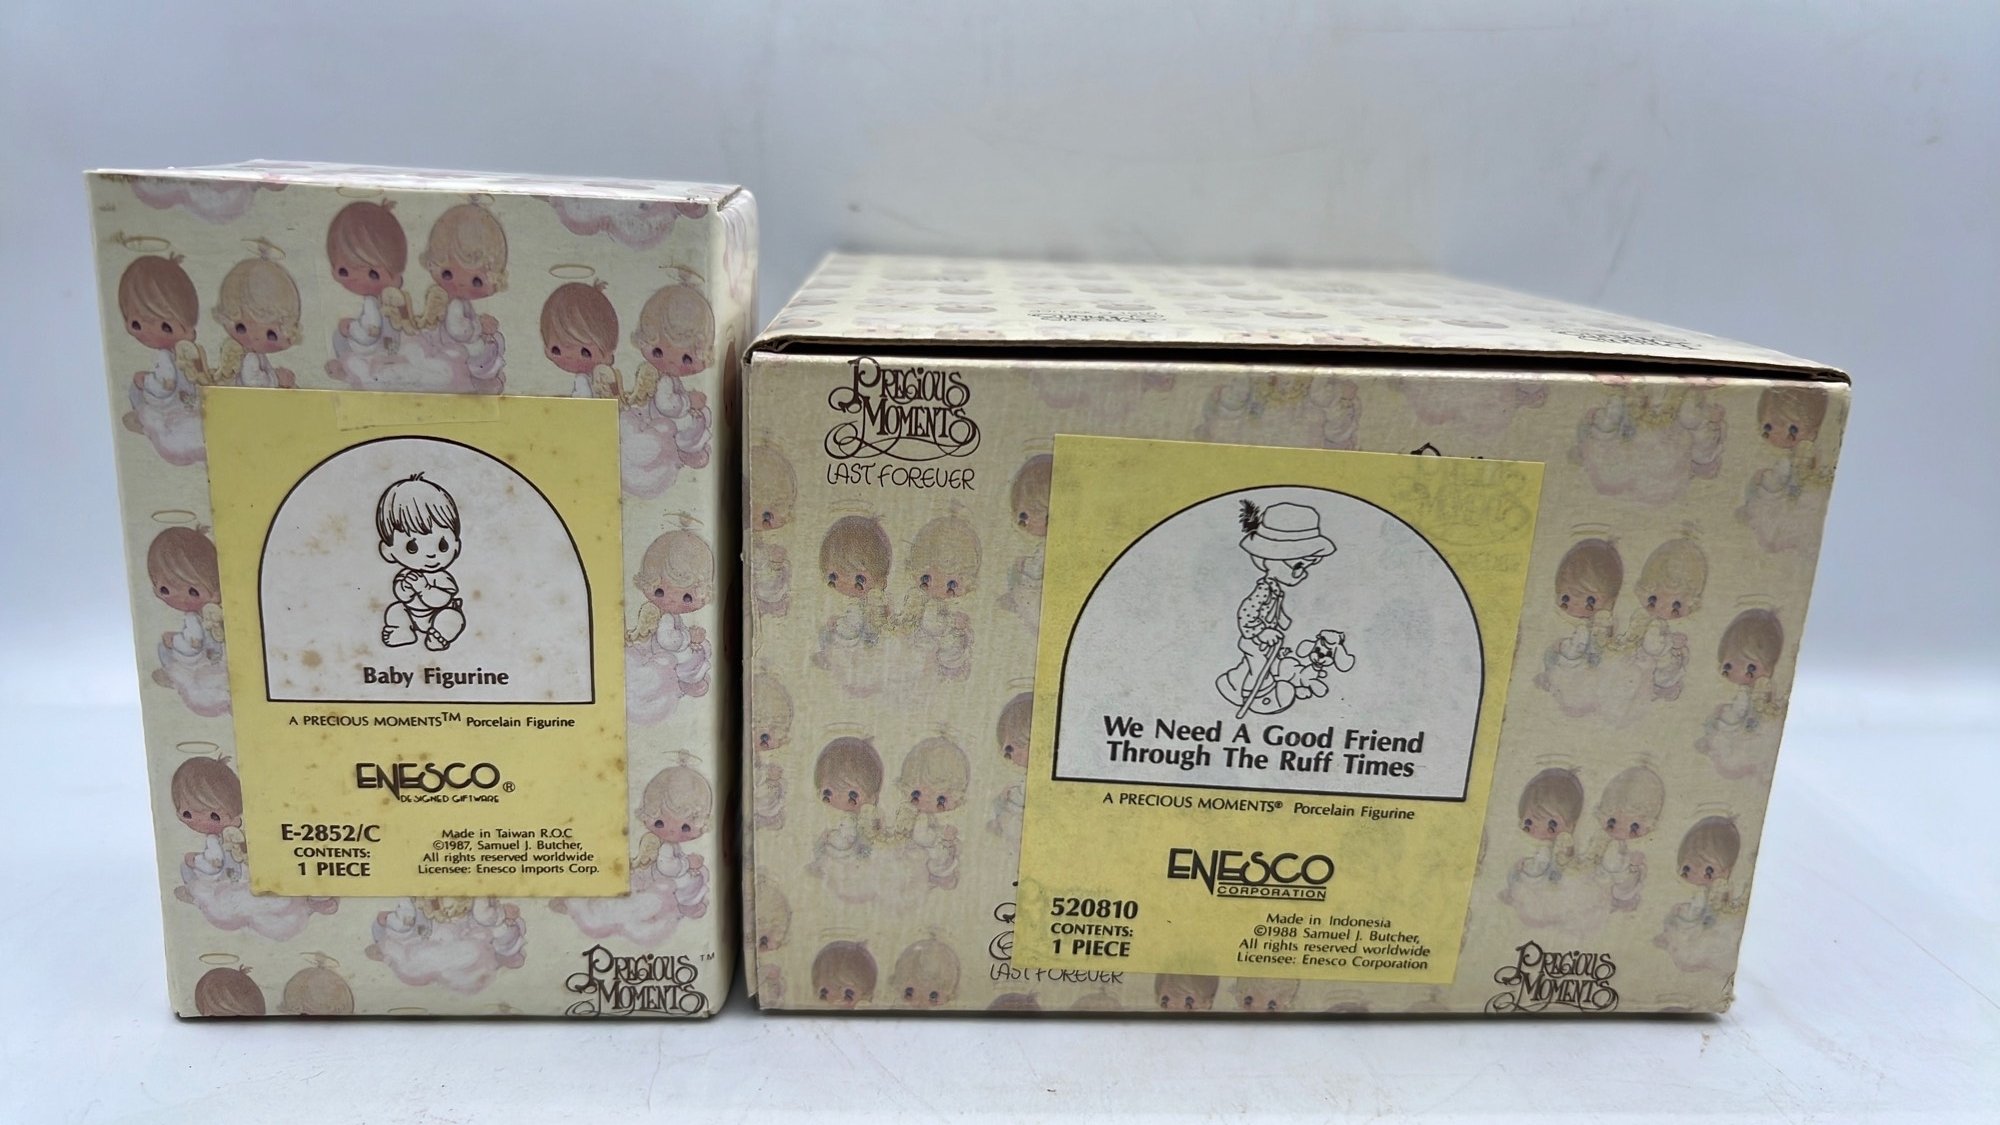 Baby Figurine
A PRECIOUS MOMENTS™ Porcelain Figurine
ENESCO®
DESIGNED GIFTWARE
E-2852/C
CONTENTS:
1 PIECE
Made in Taiwan R.O.C
©1987, Samuel J. Butcher,
All rights reserved worldwide
Licensee: Enesco Imports Corp.
PRECIOUS MOMENTS™
PRECIOUS
MOMENTS
LAST FOREVER
We Need A Good Friend
Through The Ruff Times
A PRECIOUS MOMENTS® Porcelain Figurine
ENESCO
CORPORATION
520810
CONTENTS:
1 PIECE
Made in Indonesia
©1988 Samuel J. Butcher,
All rights reserved worldwide
Licensee: Enesco Corporation
LAST FOREVER
PRECIOUS
MOMENTS